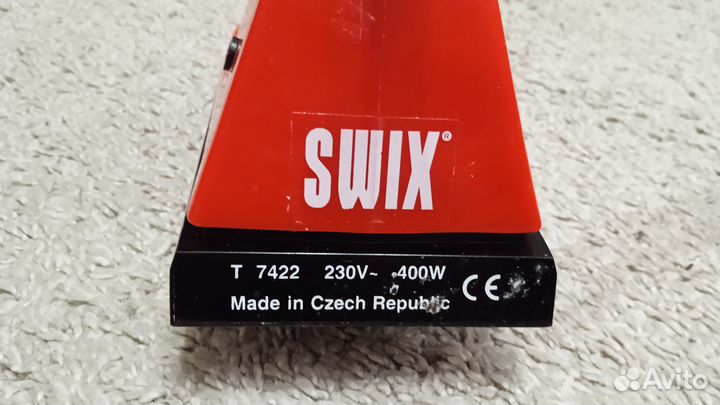 SWIX®
T 7422 230V~ 400W
Made in Czech Republic CE
Avito